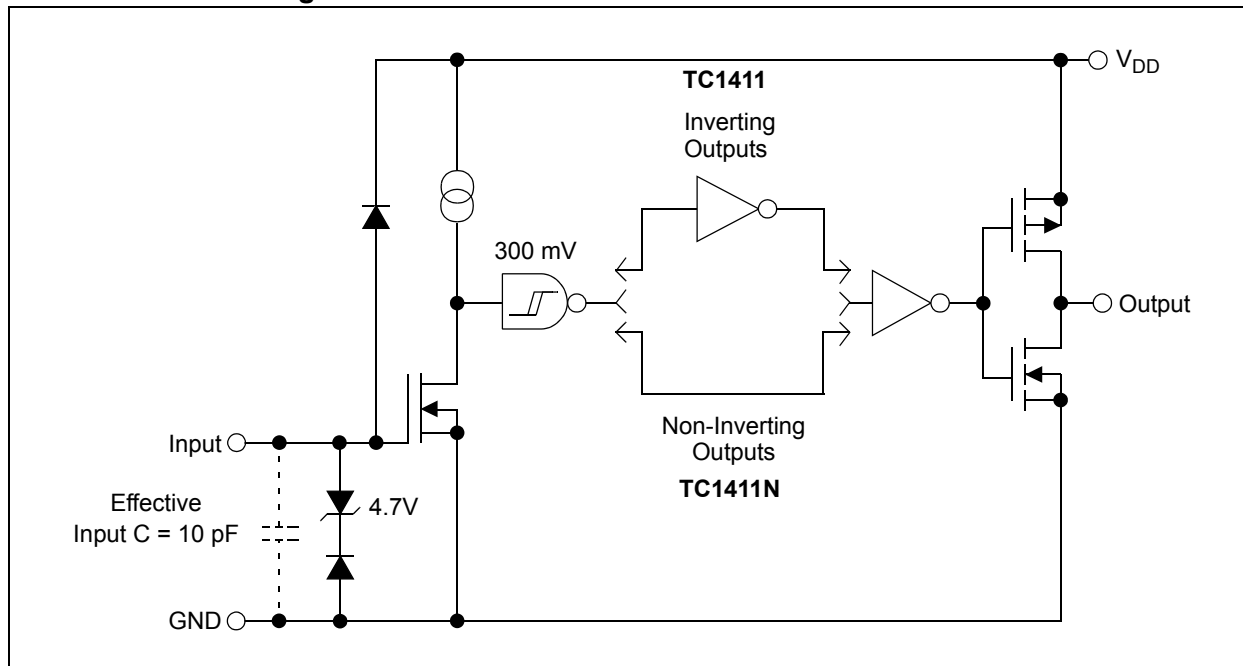 TC1411
Inverting
Outputs
V_DD
300 mV
Output
Input
Non-Inverting
Outputs
TC1411N
4.7V
Effective
Input C = 10 pF
GND